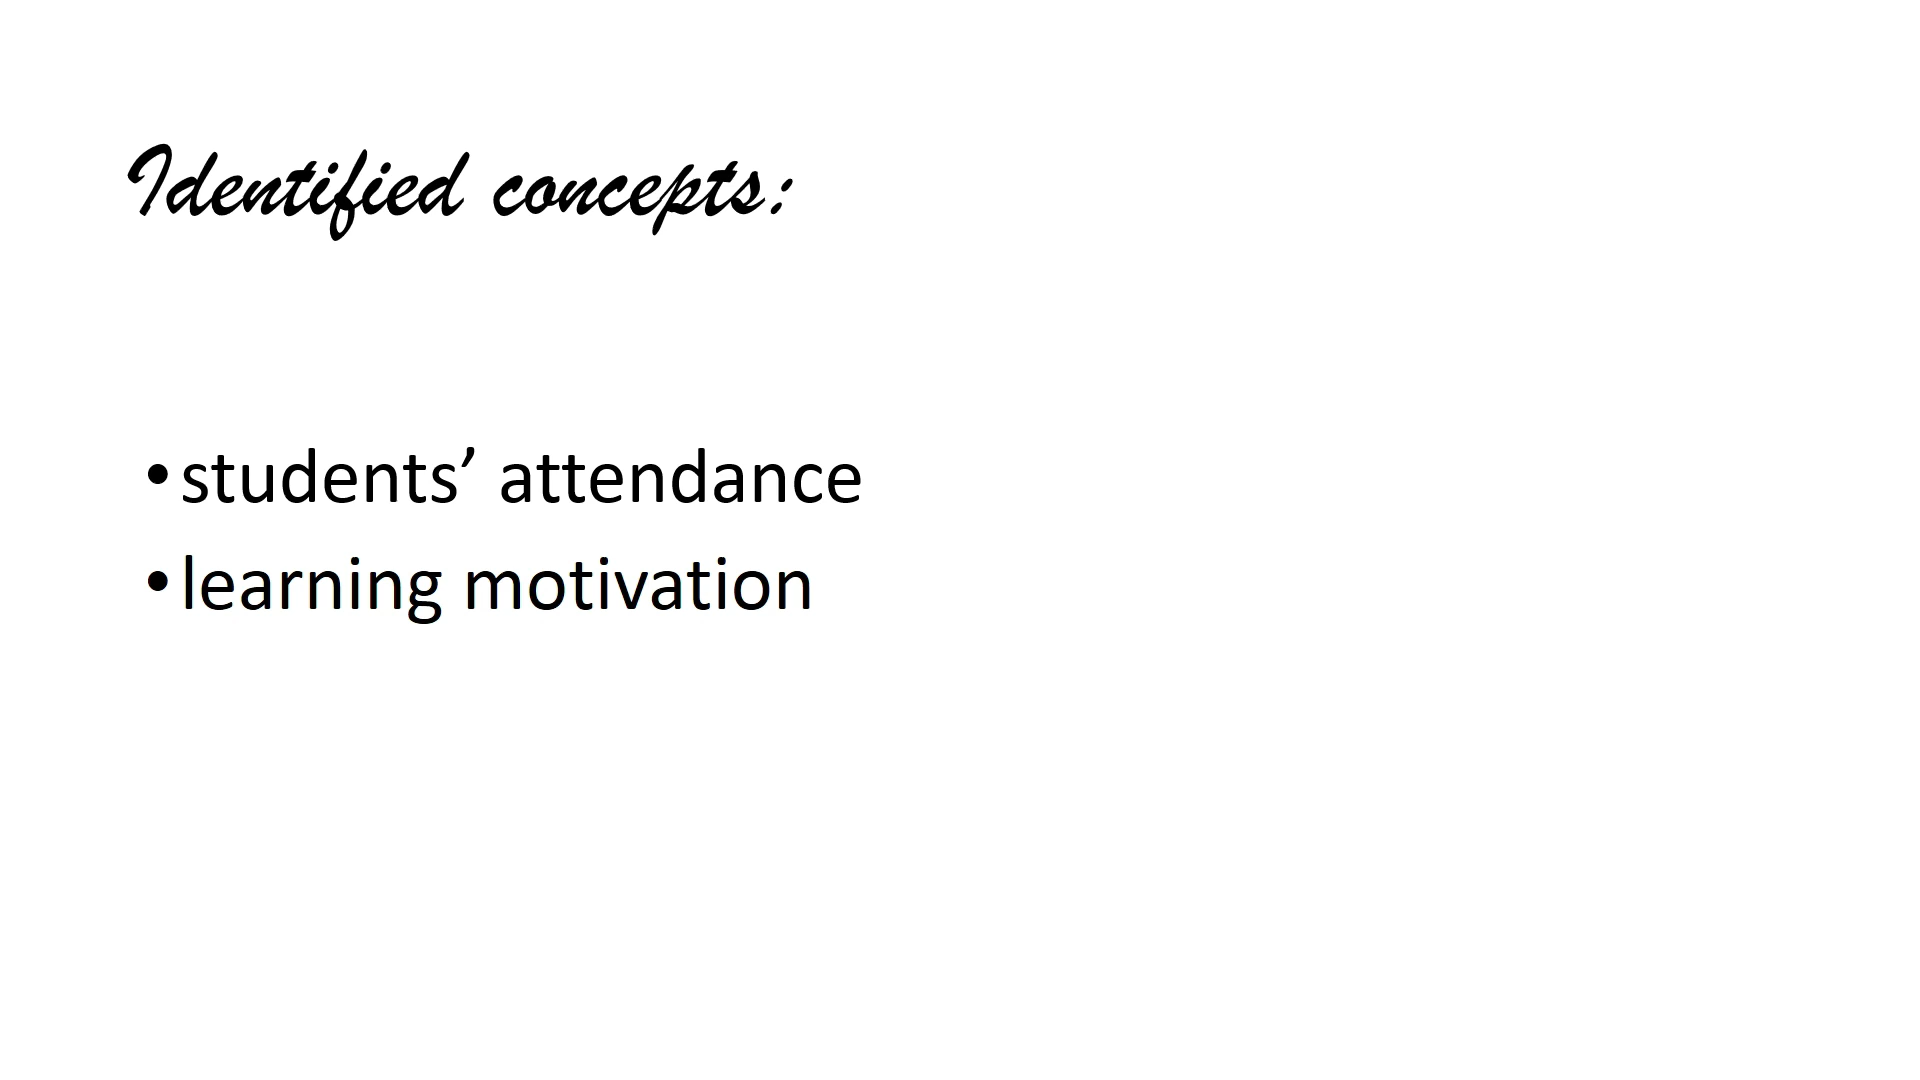 Identified concepts:
•students’ attendance
•learning motivation